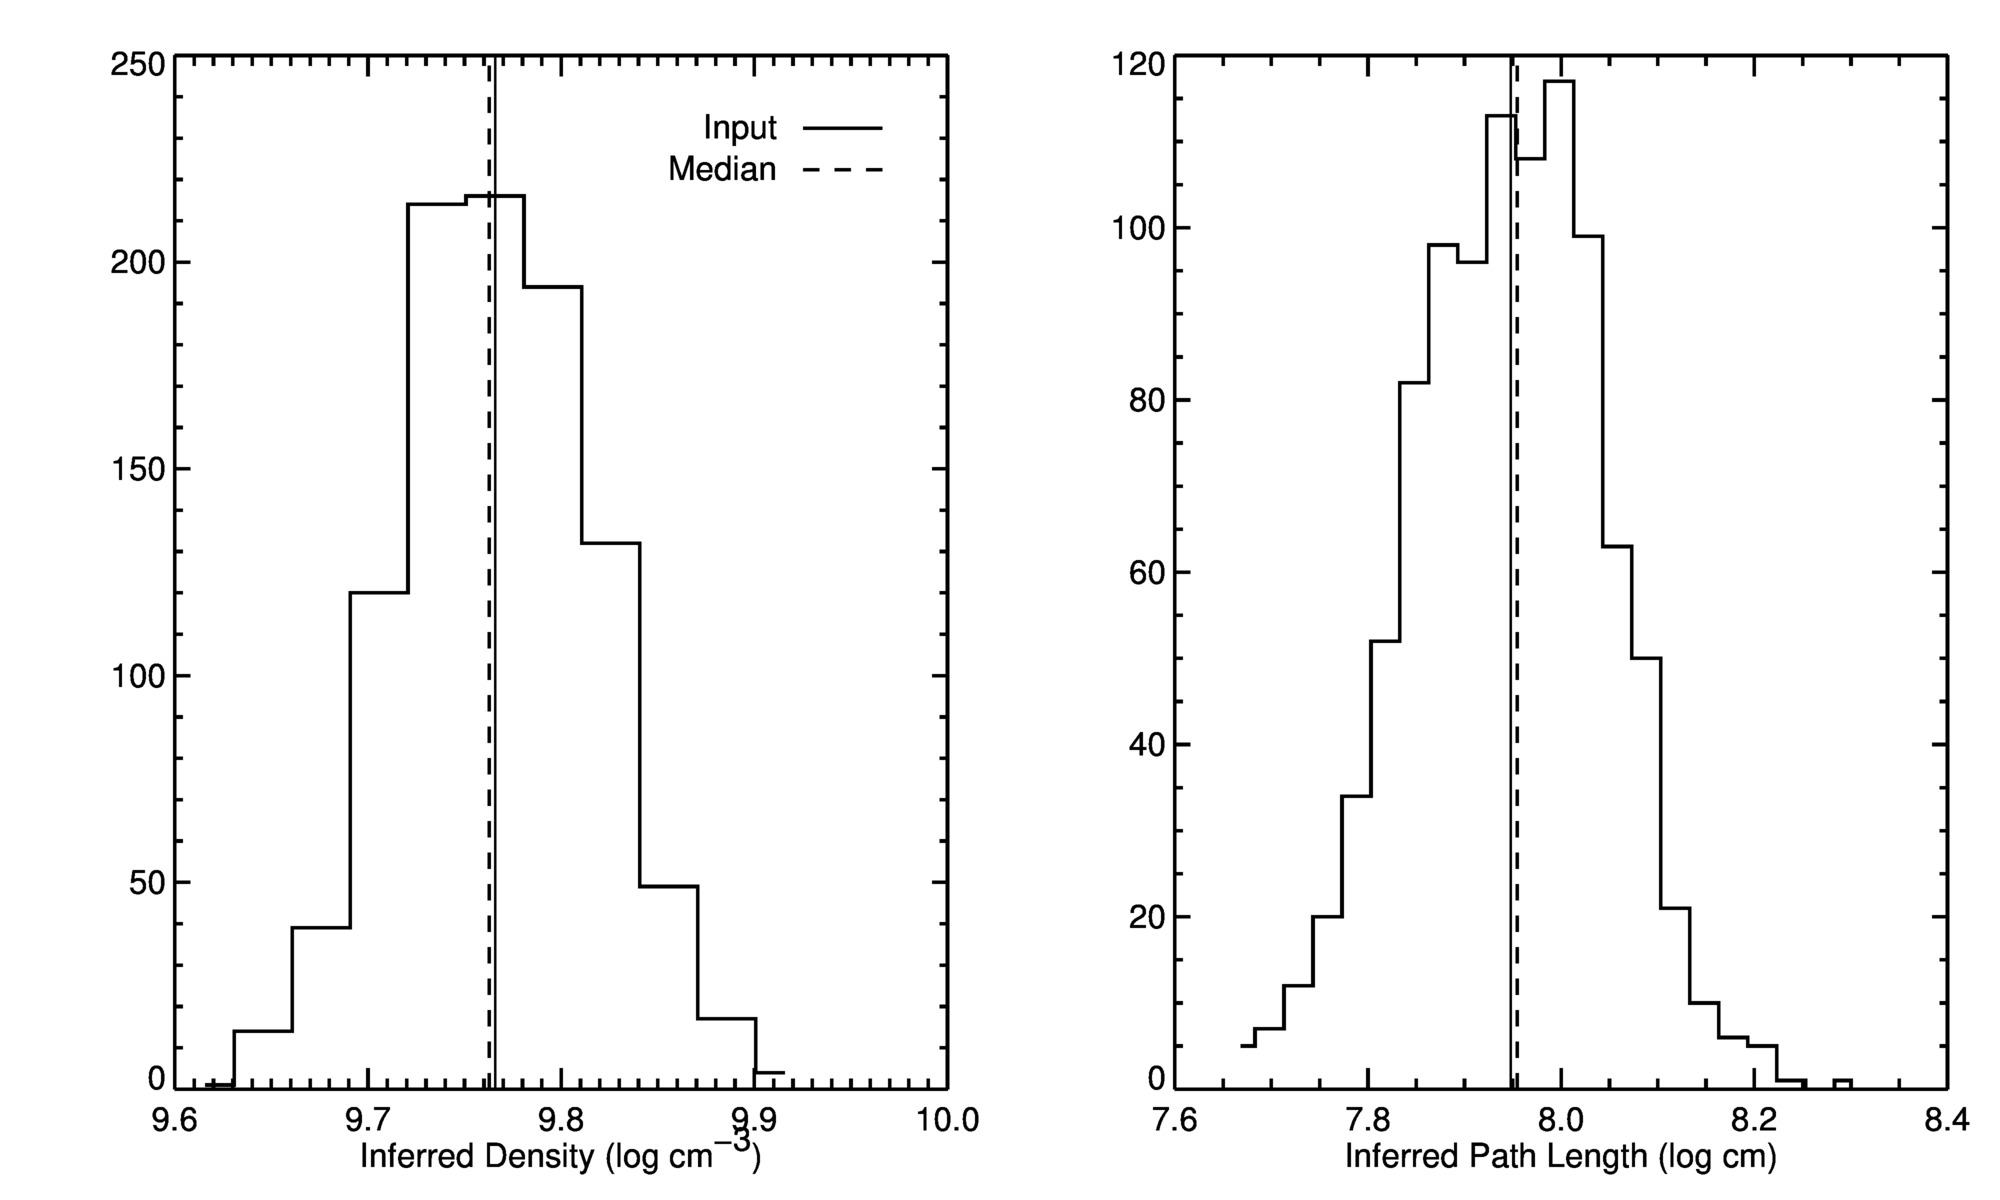 250
200
150
100
50
0
Input
Median
9.6 9.7 9.8 9.9 10.0
Inferred Density (log cm−3)
120
100
80
60
40
20
0
7.6 7.8 8.0 8.2 8.4
Inferred Path Length (log cm)